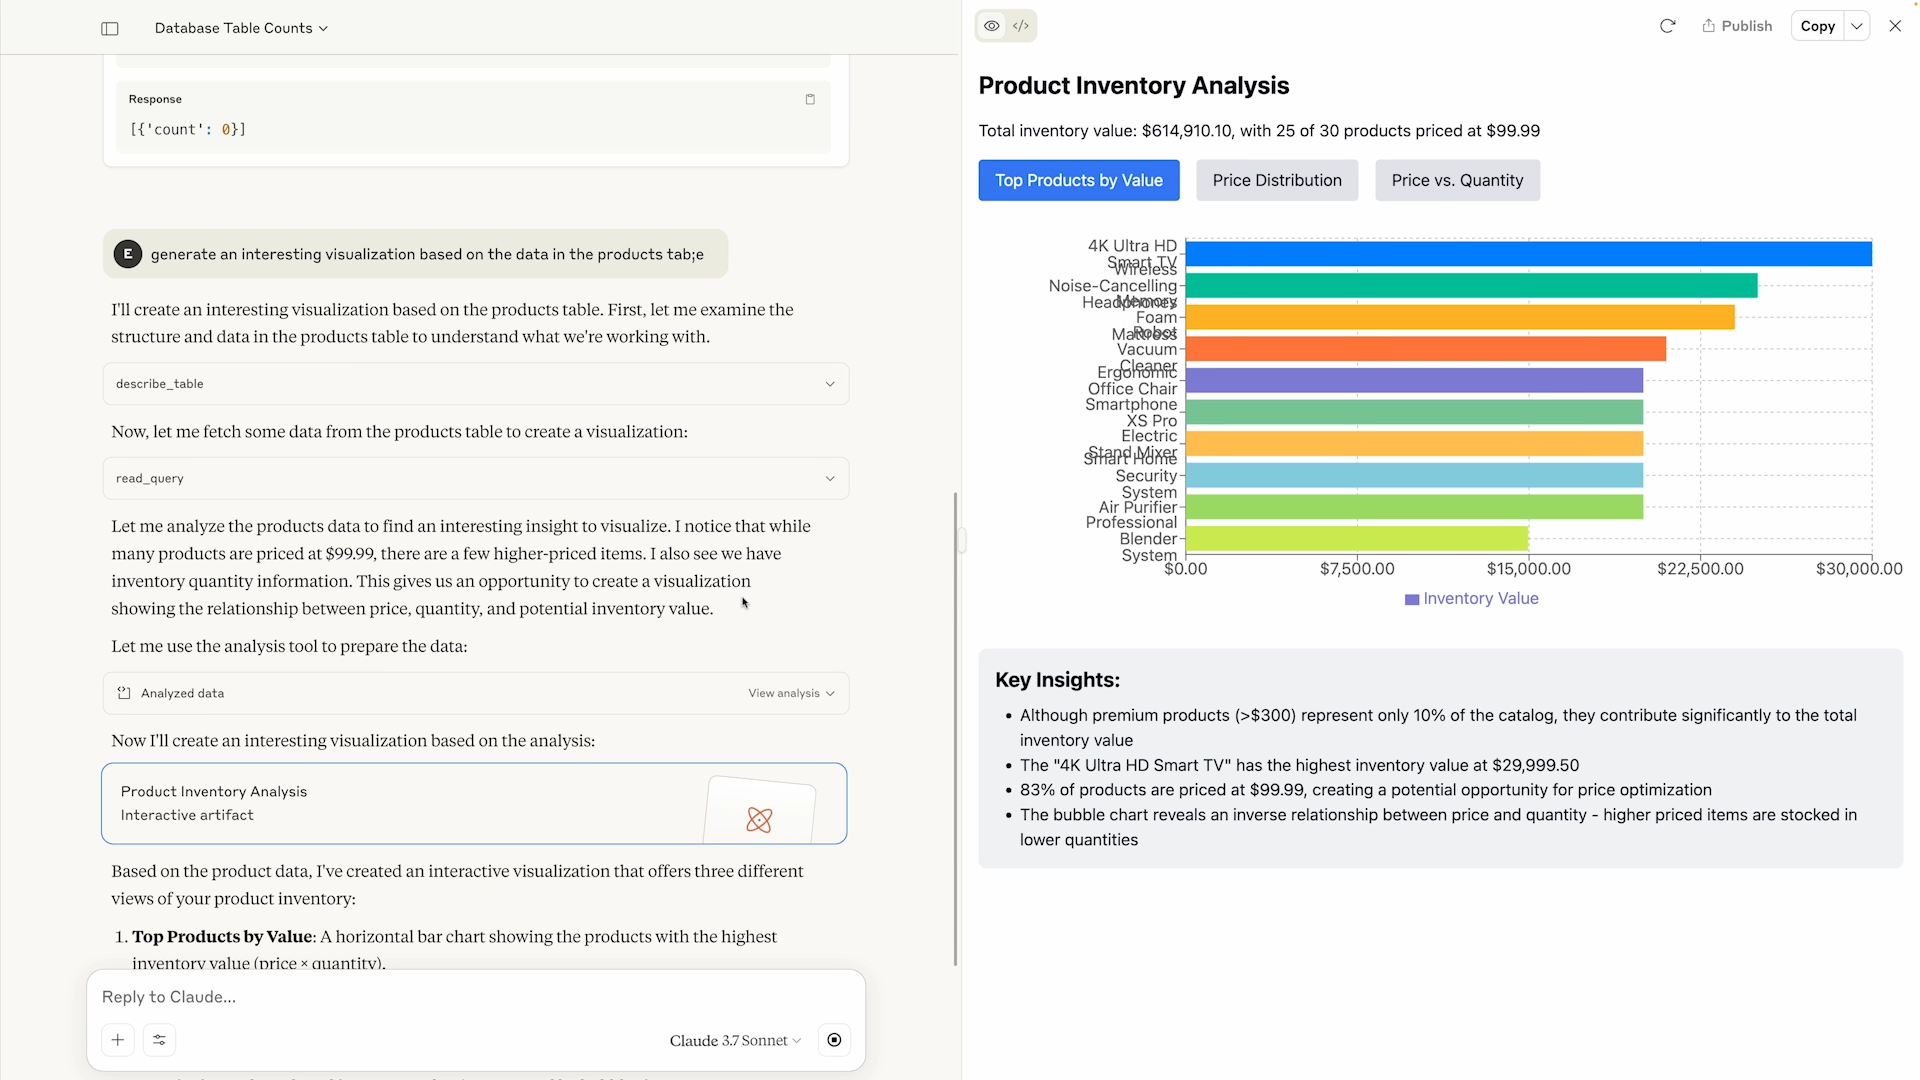 Database Table Counts
Response
[{'count': 0}]
E
generate an interesting visualization based on the data in the products tab;e
I'll create an interesting visualization based on the products table. First, let me examine the
structure and data in the products table to understand what we're working with.
describe_table
Now, let me fetch some data from the products table to create a visualization:
read_query
Let me analyze the products data to find an interesting insight to visualize. I notice that while
many products are priced at $99.99, there are a few higher-priced items. I also see we have
inventory quantity information. This gives us an opportunity to create a visualization
showing the relationship between price, quantity, and potential inventory value.
Let me use the analysis tool to prepare the data:
Analyzed data
View analysis
Now I'll create an interesting visualization based on the analysis:
Product Inventory Analysis
Interactive artifact
Based on the product data, I've created an interactive visualization that offers three different
views of your product inventory:
1. Top Products by Value: A horizontal bar chart showing the products with the highest
inventory value (price × quantity).
Reply to Claude...
Claude 3.7 Sonnet
Publish
Copy
Product Inventory Analysis
Total inventory value: $614,910.10, with 25 of 30 products priced at $99.99
Top Products by Value
Price Distribution
Price vs. Quantity
4K Ultra HD
Smart TV
Wireless
Noise-Cancelling
Headphones
Memory
Foam
Mattress
Robot
Vacuum
Cleaner
Ergonomic
Office Chair
Smartphone
XS Pro
Electric
Stand Mixer
Smart Home
Security
System
Air Purifier
Professional
Blender
System
$0.00
$7,500.00
$15,000.00
$22,500.00
$30,000.00
Inventory Value
Key Insights:
• Although premium products (>$300) represent only 10% of the catalog, they contribute significantly to the total
inventory value
• The "4K Ultra HD Smart TV" has the highest inventory value at $29,999.50
• 83% of products are priced at $99.99, creating a potential opportunity for price optimization
• The bubble chart reveals an inverse relationship between price and quantity - higher priced items are stocked in
lower quantities